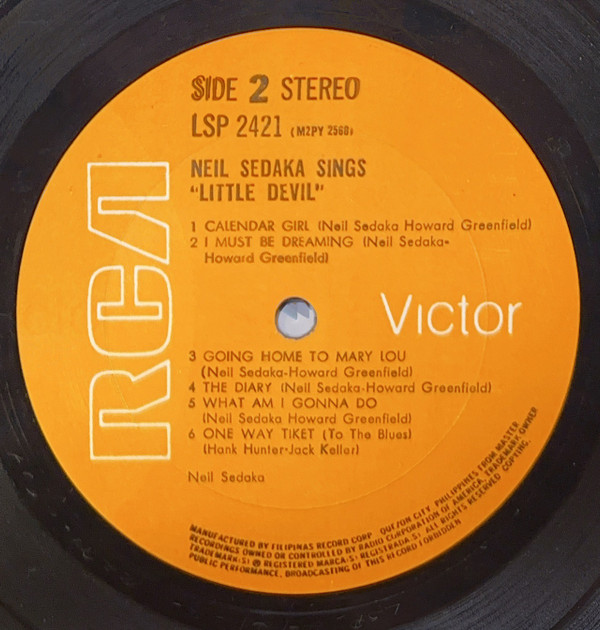 SIDE 2 STEREO
LSP 2421 (M2PY 2568)
NEIL SEDAKA SINGS
"LITTLE DEVIL"
1 CALENDAR GIRL (Neil Sedaka Howard Greenfield)
2 I MUST BE DREAMING (Neil Sedaka-
Howard Greenfield)
RCA
Victor
3 GOING HOME TO MARY LOU
(Neil Sedaka-Howard Greenfield)
4 THE DIARY (Neil Sedaka-Howard Greenfield)
5 WHAT AM I GONNA DO
(Neil Sedaka Howard Greenfield)
6 ONE WAY TIKET (To The Blues)
(Hank Hunter-Jack Keller)
Neil Sedaka
MANUFACTURED BY FILIPINAS RECORD CORP. QUEZON CITY, PHILIPPINES FROM MASTER
RECORDINGS OWNED OR CONTROLLED BY RADIO CORPORATION OF AMERICA, TRADEMARK OWNER
TRADEMARK(S) ® REGISTERED MARCA(S) REGISTRADA(S) ALL RIGHTS RESERVED COPYING,
PUBLIC PERFORMANCE, BROADCASTING OF THIS RECORD FORBIDDEN